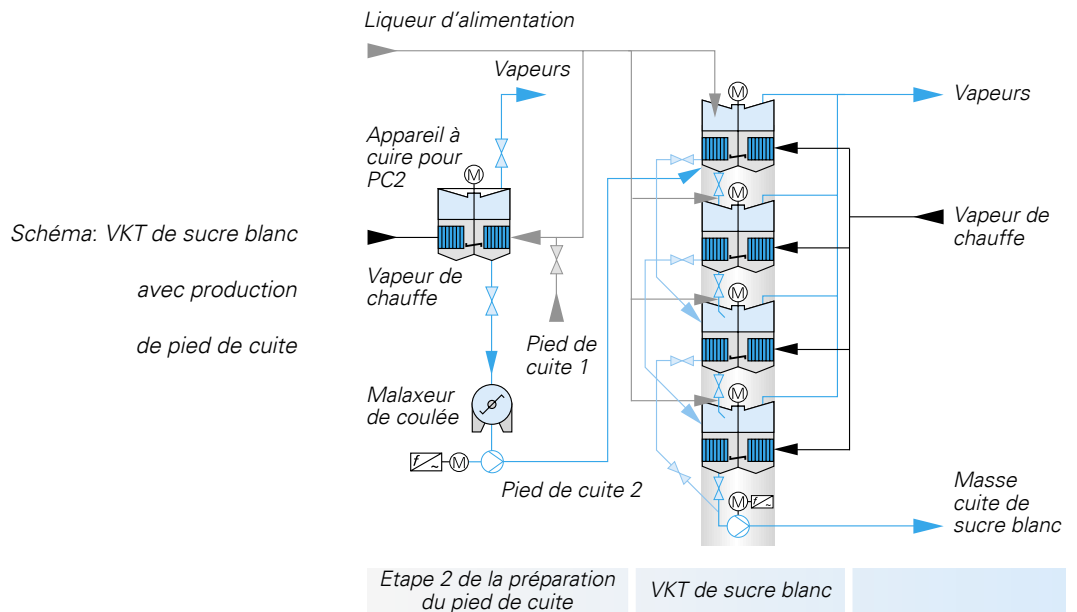 Liqueur d'alimentation
Vapeurs
Vapeurs
Appareil à
cuire pour
PC2
M
M
M
M
M
Schéma: VKT de sucre blanc
avec production
de pied de cuite
Vapeur de
chauffe
Vapeur de
chauffe
Pied de
cuite 1
Malaxeur
de coulée
f ~ M
Pied de cuite 2
M f ~
Masse
cuite de
sucre blanc
Etape 2 de la préparation
du pied de cuite
VKT de sucre blanc